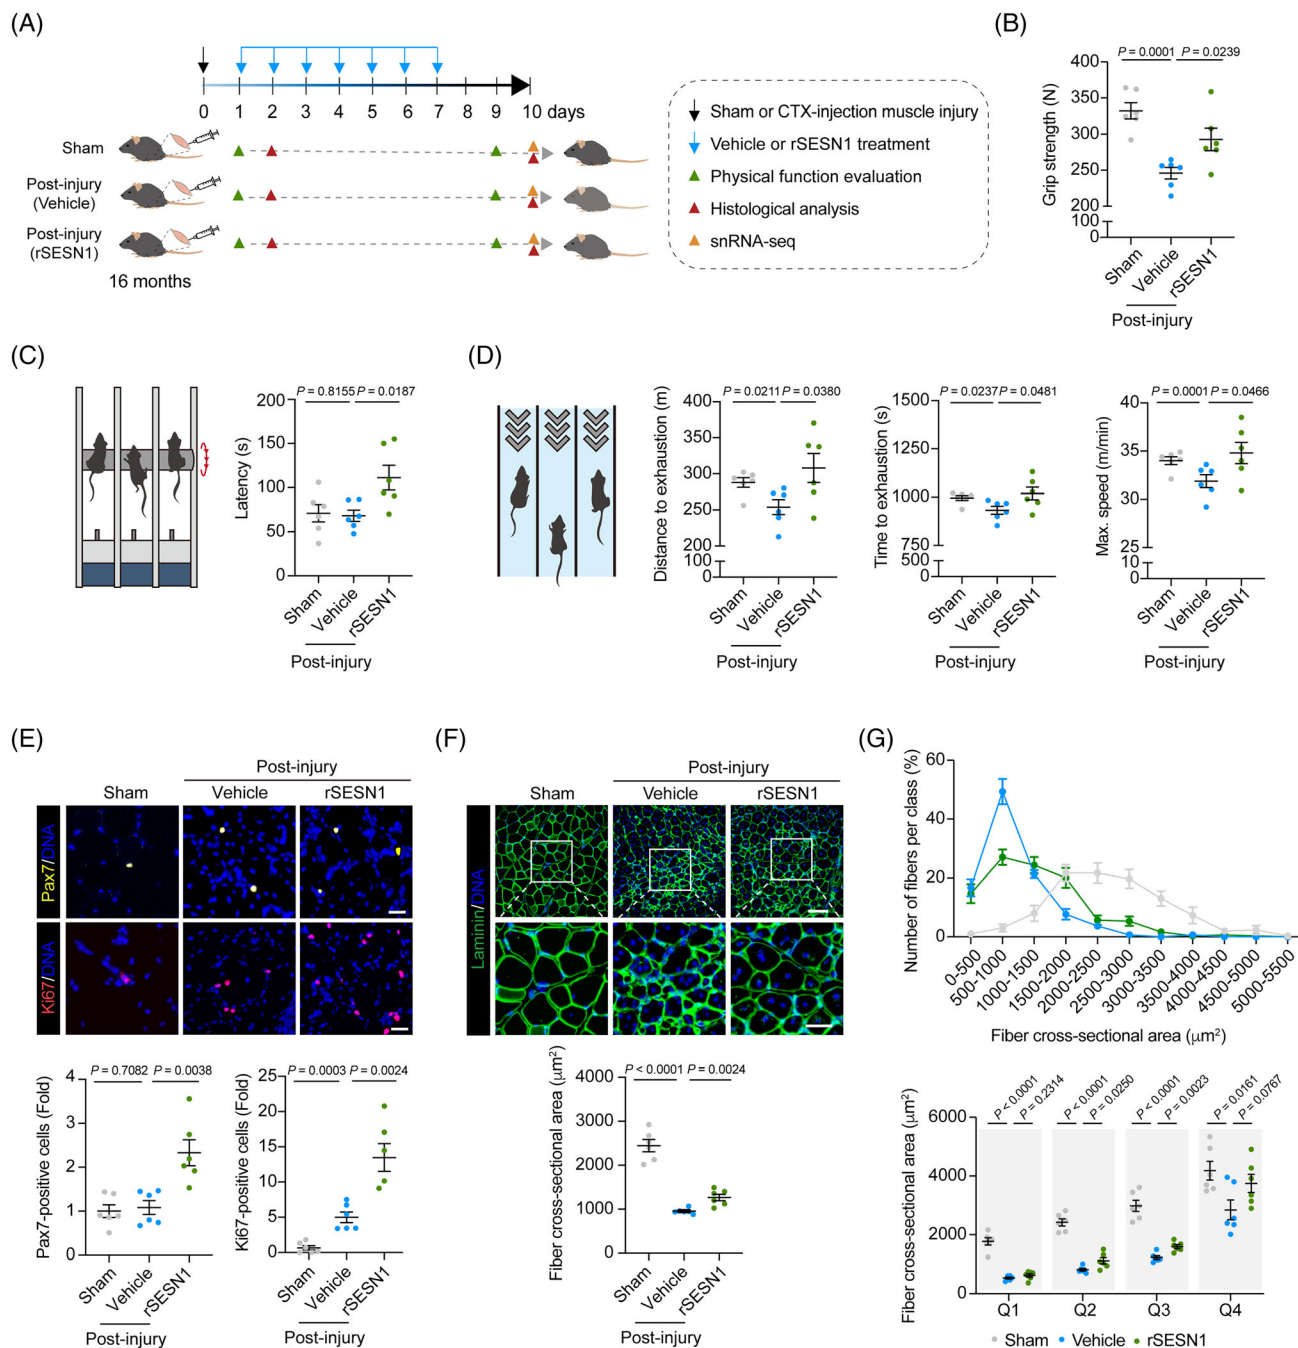 (A)
0 1 2 3 4 5 6 7 8 9 10 days
Sham
Post-injury
(Vehicle)
Post-injury
(rSESN1)
16 months
Sham or CTX-injection muscle injury
Vehicle or rSESN1 treatment
Physical function evaluation
Histological analysis
snRNA-seq
(B)
P = 0.0001 P = 0.0239
Grip strength (N)
400
350
300
250
200
100
0
Sham
Vehicle
rSESN1
Post-injury
(C)
P = 0.8155 P = 0.0187
Latency (s)
200
150
100
50
0
Sham
Vehicle
rSESN1
Post-injury
(D)
P = 0.0211 P = 0.0380
Distance to exhaustion (m)
400
350
300
250
200
100
0
Sham
Vehicle
rSESN1
Post-injury
P = 0.0237 P = 0.0481
Time to exhaustion (s)
1500
1250
1000
750
500
0
Sham
Vehicle
rSESN1
Post-injury
P = 0.0001 P = 0.0466
Max. speed (m/min)
40
35
30
25
10
0
Sham
Vehicle
rSESN1
Post-injury
(E)
Post-injury
Sham Vehicle rSESN1
Pax7/DNA
Ki67/DNA
P = 0.7082 P = 0.0038
Pax7-positive cells (Fold)
4
3
2
1
0
Sham
Vehicle
rSESN1
Post-injury
P = 0.0003 P = 0.0024
Ki67-positive cells (Fold)
25
20
15
10
5
0
Sham
Vehicle
rSESN1
Post-injury
(F)
Post-injury
Sham Vehicle rSESN1
Laminin/DNA
P < 0.0001 P = 0.0024
Fiber cross-sectional area (μm²)
4000
3000
2000
1000
0
Sham
Vehicle
rSESN1
Post-injury
(G)
Number of fibers per class (%)
60
40
20
0
0-500
500-1000
1000-1500
1500-2000
2000-2500
2500-3000
3000-3500
3500-4000
4000-4500
4500-5000
5000-5500
Fiber cross-sectional area (μm²)
P < 0.0001
P = 0.2314
P < 0.0001
P = 0.0250
P < 0.0001
P = 0.0023
P = 0.0161
P = 0.0767
Fiber cross-sectional area (μm²)
6000
4000
2000
0
Q1 Q2 Q3 Q4
Sham Vehicle rSESN1